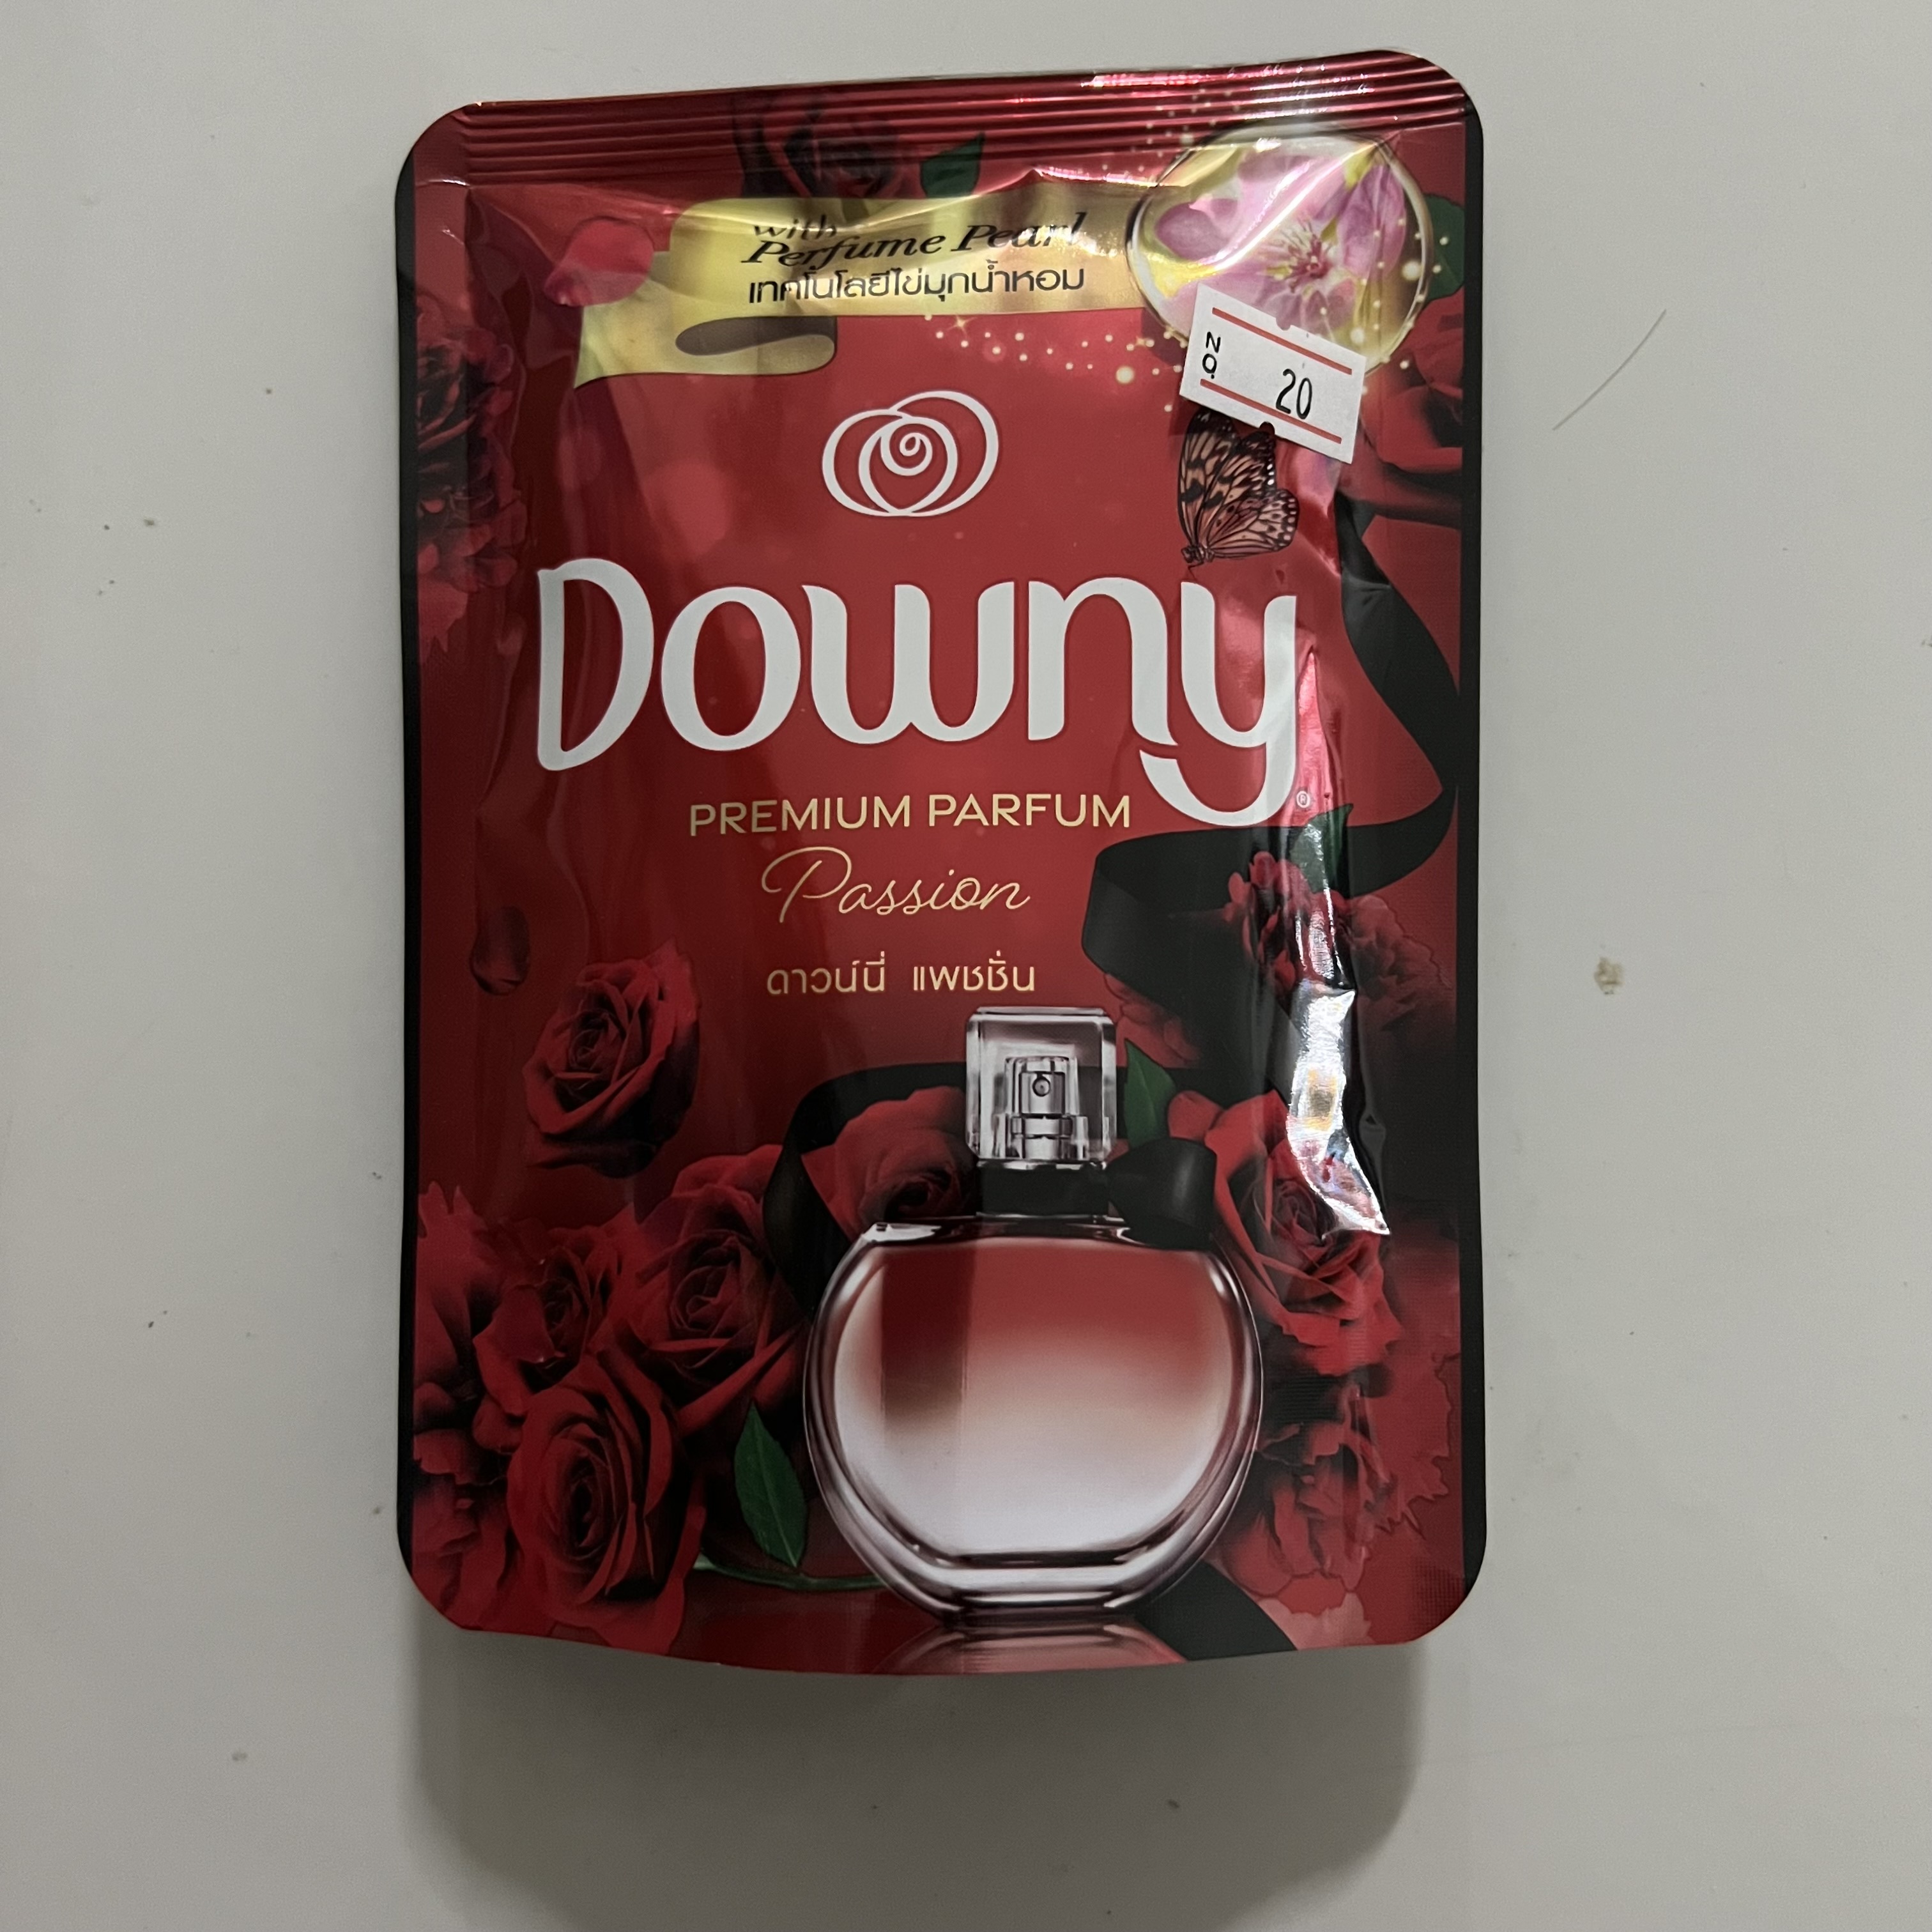 with
Perfume Pearl
เทคโนโลยีไข่มุกน้ำหอม
NO. 20
Downy®
PREMIUM PARFUM
Passion
ดาวน์นี่ แพชชั่น